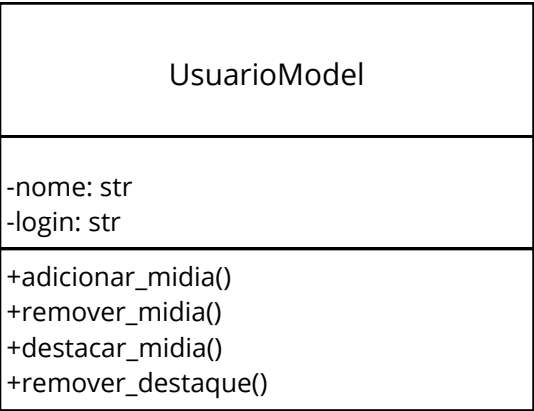 UsuarioModel
-nome: str
-login: str
+adicionar_midia()
+remover_midia()
+destacar_midia()
+remover_destaque()